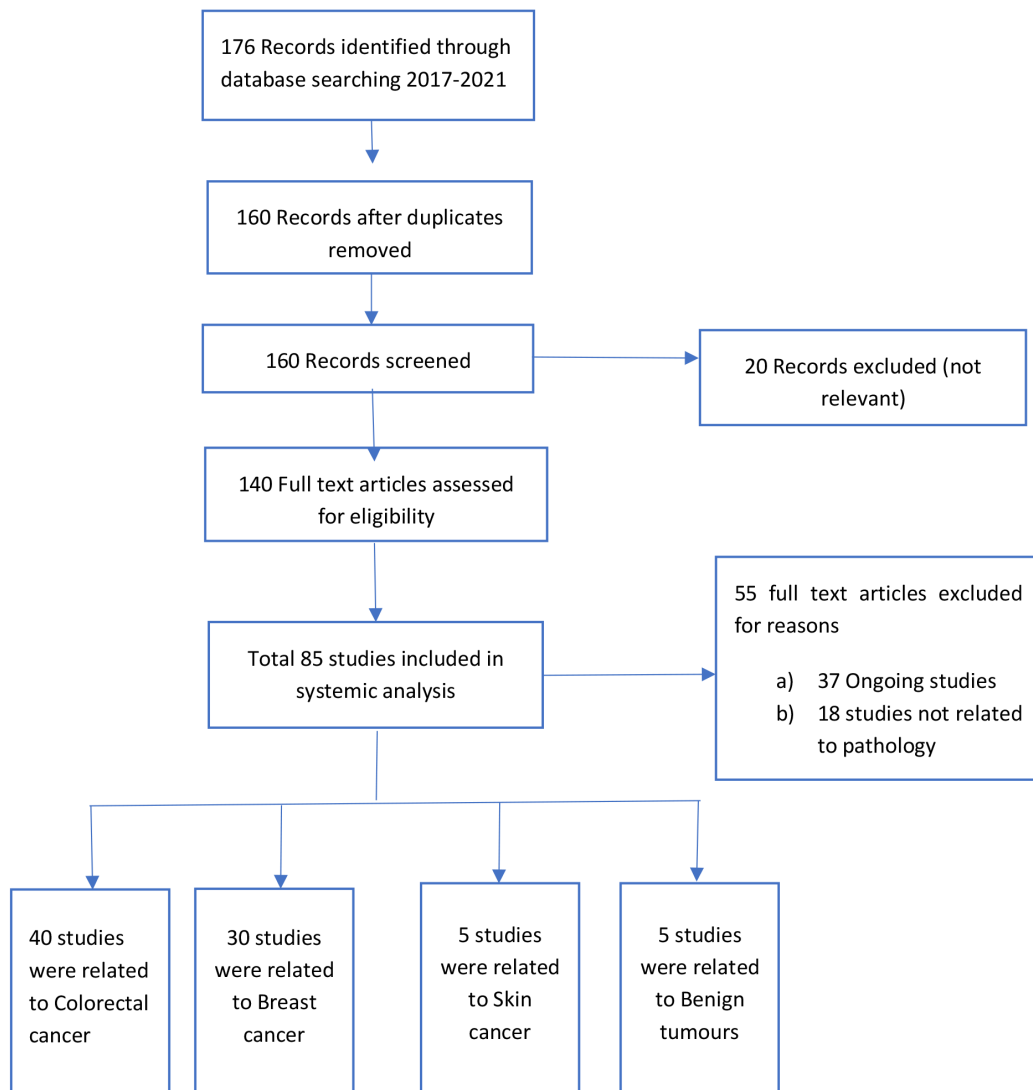 176 Records identified through
database searching 2017-2021
160 Records after duplicates
removed
160 Records screened
20 Records excluded (not
relevant)
140 Full text articles assessed
for eligibility
55 full text articles excluded
for reasons
a) 37 Ongoing studies
b) 18 studies not related
to pathology
Total 85 studies included in
systemic analysis
40 studies
were related
to Colorectal
cancer
30 studies
were related
to Breast
cancer
5 studies
were related
to Skin
cancer
5 studies
were related
to Benign
tumours